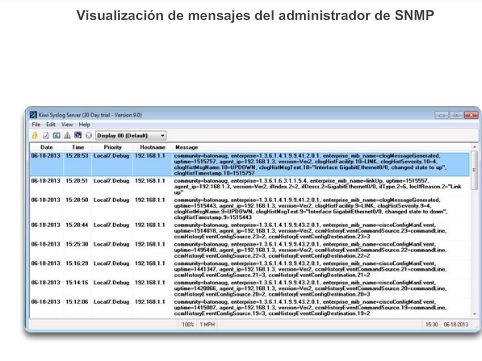 Visualización de mensajes del administrador de SNMP
Kiwi Syslog Server (30 Day trial - Version 9.0)
File Edit View Help
Display 00 (Default)
Date Time Priority Hostname Message
06-18-2013 15:28:53 Local7.Debug 192.168.1.1 community=batonaug, enterprise=1.3.6.1.4.1.9.9.41.2.0.1, enterprise_mib_name=clogMessageGenerated,
uptime=1515757, agent_ip=192.168.1.3, version=Ver2, clogHistFacility.10=LINK, clogHistSeverity.10=4,
clogHistMsgName.10=UPDOWN, clogHistMsgText.10="Interface GigabitEthernet0/0, changed state to up",
clogHistTimestamp.10=1515757
06-18-2013 15:28:51 Local7.Debug 192.168.1.1 community=batonaug, enterprise=1.3.6.1.6.3.1.1.5.4, enterprise_mib_name=linkUp, uptime=1515557,
agent_ip=192.168.1.3, version=Ver2, ifIndex.2=2, ifDescr.2=GigabitEthernet0/0, ifType.2=6, locIfReason.2="Link
up"
06-18-2013 15:28:50 Local7.Debug 192.168.1.1 community=batonaug, enterprise=1.3.6.1.4.1.9.9.41.2.0.1, enterprise_mib_name=clogMessageGenerated,
uptime=1515443, agent_ip=192.168.1.3, version=Ver2, clogHistFacility.9=LINK, clogHistSeverity.9=4,
clogHistMsgName.9=UPDOWN, clogHistMsgText.9="Interface GigabitEthernet0/0, changed state to down",
clogHistTimestamp.9=1515443
06-18-2013 15:28:44 Local7.Debug 192.168.1.1 community=batonaug, enterprise=1.3.6.1.4.1.9.9.43.2.0.1, enterprise_mib_name=ciscoConfigManEvent,
uptime=1514818, agent_ip=192.168.1.3, version=Ver2, ccmHistoryEventCommandSource.23=commandLine,
ccmHistoryEventConfigSource.23=2, ccmHistoryEventConfigDestination.23=3
06-18-2013 15:25:30 Local7.Debug 192.168.1.1 community=batonaug, enterprise=1.3.6.1.4.1.9.9.43.2.0.1, enterprise_mib_name=ciscoConfigManEvent,
uptime=1495440, agent_ip=192.168.1.3, version=Ver2, ccmHistoryEventCommandSource.22=commandLine,
ccmHistoryEventConfigSource.22=3, ccmHistoryEventConfigDestination.22=2
06-18-2013 15:16:29 Local7.Debug 192.168.1.1 community=batonaug, enterprise=1.3.6.1.4.1.9.9.43.2.0.1, enterprise_mib_name=ciscoConfigManEvent,
uptime=1441347, agent_ip=192.168.1.3, version=Ver2, ccmHistoryEventCommandSource.21=commandLine,
ccmHistoryEventConfigSource.21=3, ccmHistoryEventConfigDestination.21=2
06-18-2013 15:14:16 Local7.Debug 192.168.1.1 community=batonaug, enterprise=1.3.6.1.4.1.9.9.43.2.0.1, enterprise_mib_name=ciscoConfigManEvent,
agent_ip=192.168.1.3, version=Ver2, ccmHistoryEventCommandSource.20=commandLine,
ccmHistoryEventConfigSource.20=2, ccmHistoryEventConfigDestination.20=3
06-18-2013 15:12:06 Local7.Debug 192.168.1.1 community=batonaug, enterprise=1.3.6.1.4.1.9.9.43.2.0.1, enterprise_mib_name=ciscoConfigManEvent,
agent_ip=192.168.1.3, version=Ver2, ccmHistoryEventCommandSource.19=commandLine,
ccmHistoryEventConfigSource.19=3, ccmHistoryEventConfigDestination.19=2
100% 1 MPH 15:30 06-18-2013